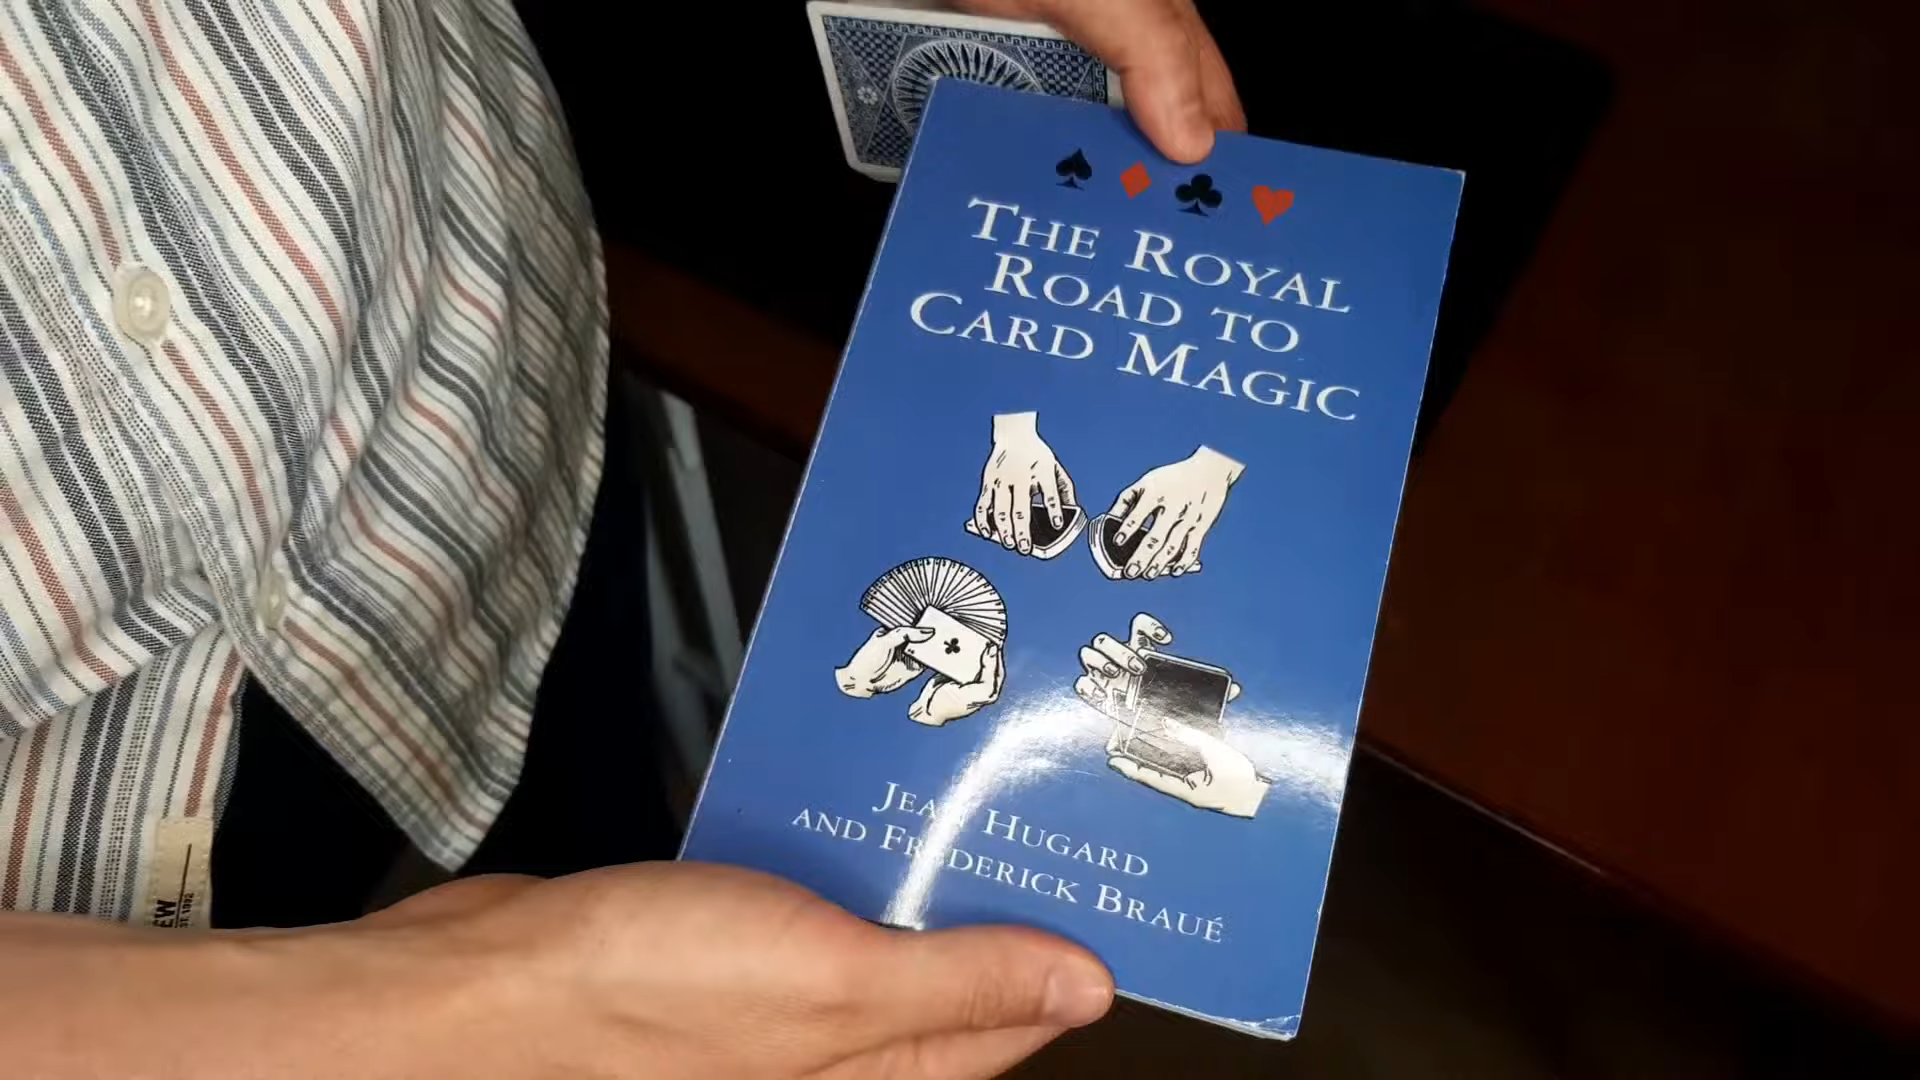 THE ROYAL
ROAD TO
CARD MAGIC
JEAN HUGARD
AND FREDERICK BRAUÉ